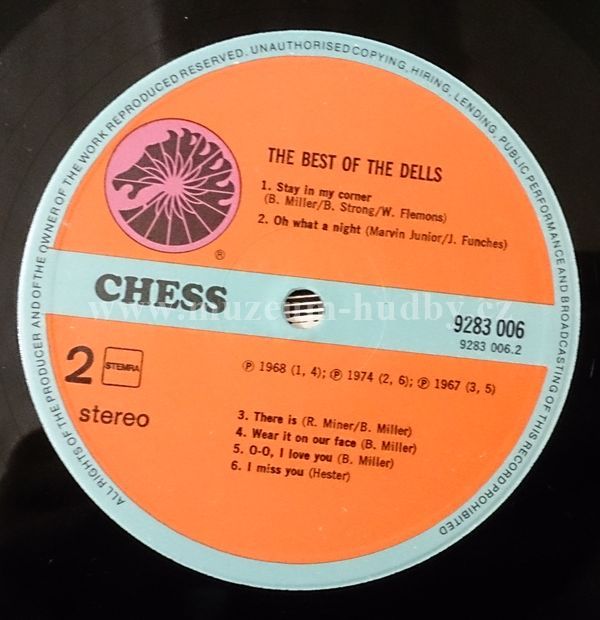 ALL RIGHTS OF THE PRODUCER AND OF THE OWNER OF THE WORK REPRODUCED RESERVED. UNAUTHORISED COPYING, HIRING, LENDING, PUBLIC PERFORMANCE AND BROADCASTING OF THIS RECORD PROHIBITED
THE BEST OF THE DELLS
1. Stay in my corner
(B. Miller/B. Strong/W. Flemons)
2. Oh what a night (Marvin Junior/J. Funches)
®
CHESS
www.muzeum-hudby.cz
9283 006
9283 006.2
2 STEMRA
stereo
℗ 1968 (1, 4); ℗ 1974 (2, 6); ℗ 1967 (3, 5)
3. There is (R. Miner/B. Miller)
4. Wear it on our face (B. Miller)
5. O-O, I love you (B. Miller)
6. I miss you (Hester)